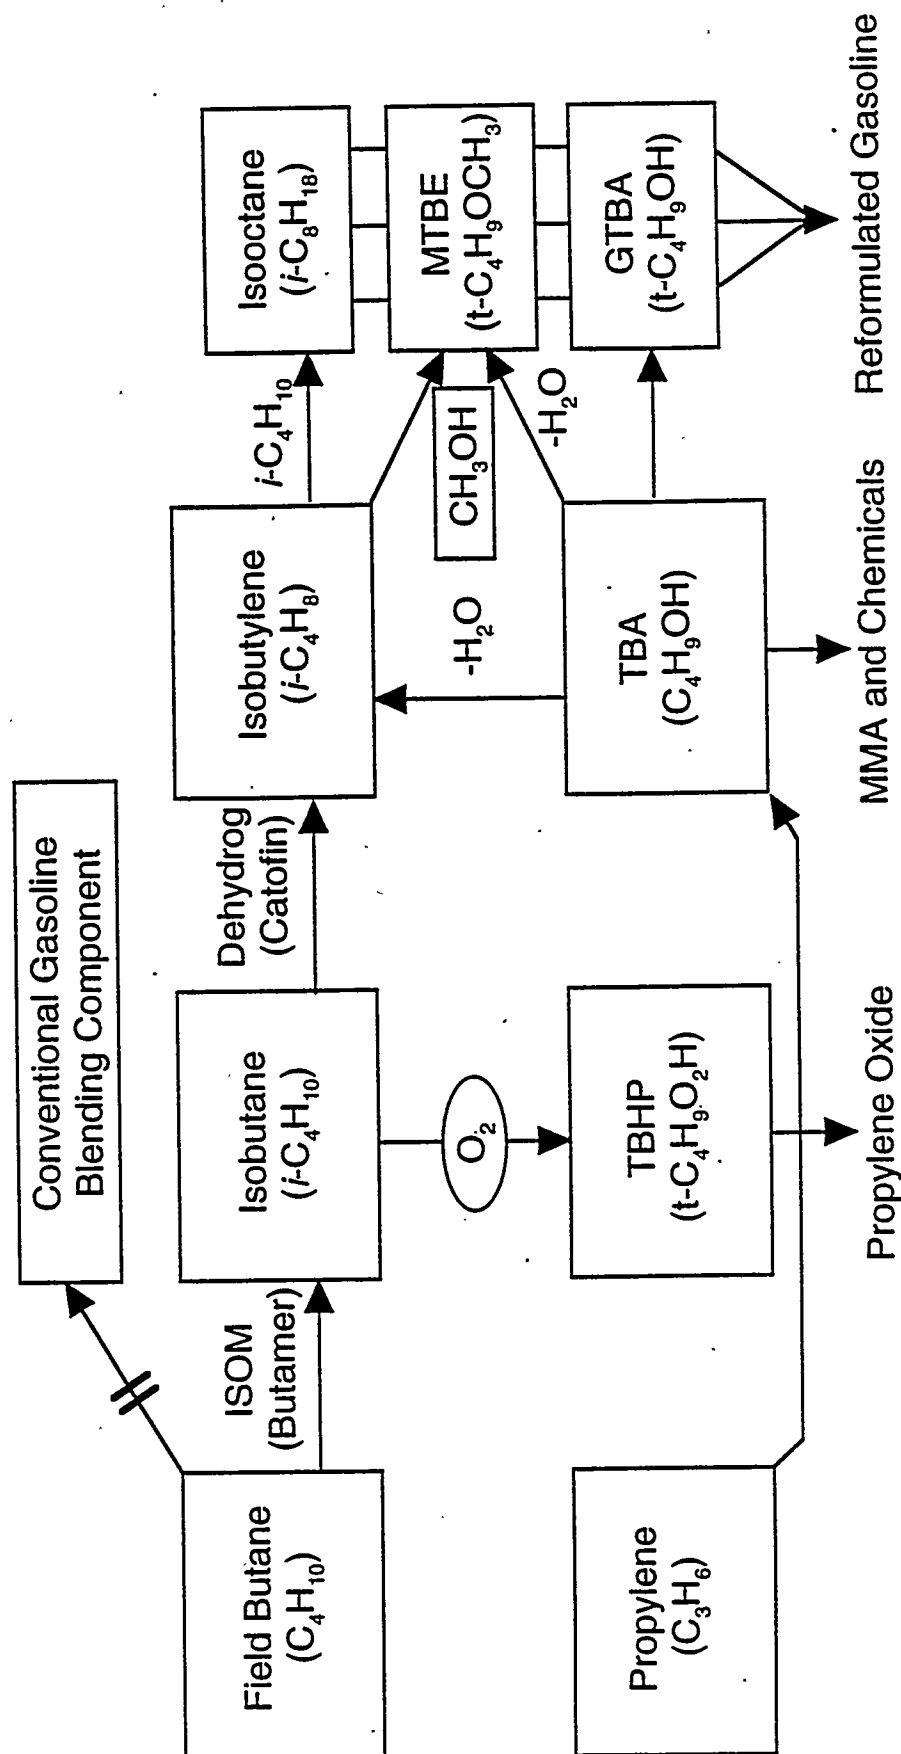 Conventional Gasoline
Blending Component
Field Butane
(C₄H₁₀)
ISOM
(Butamer)
Isobutane
(i-C₄H₁₀)
Dehydrog
(Catofin)
Isobutylene
(i-C₄H₈)
i-C₄H₁₀
Isooctane
(i-C₈H₁₈)
O₂
-H₂O
CH₃OH
-H₂O
MTBE
(t-C₄H₉OCH₃)
Propylene
(C₃H₆)
TBHP
(t-C₄H₉O₂H)
TBA
(C₄H₉OH)
GTBA
(t-C₄H₉OH)
Propylene Oxide
MMA and Chemicals
Reformulated Gasoline